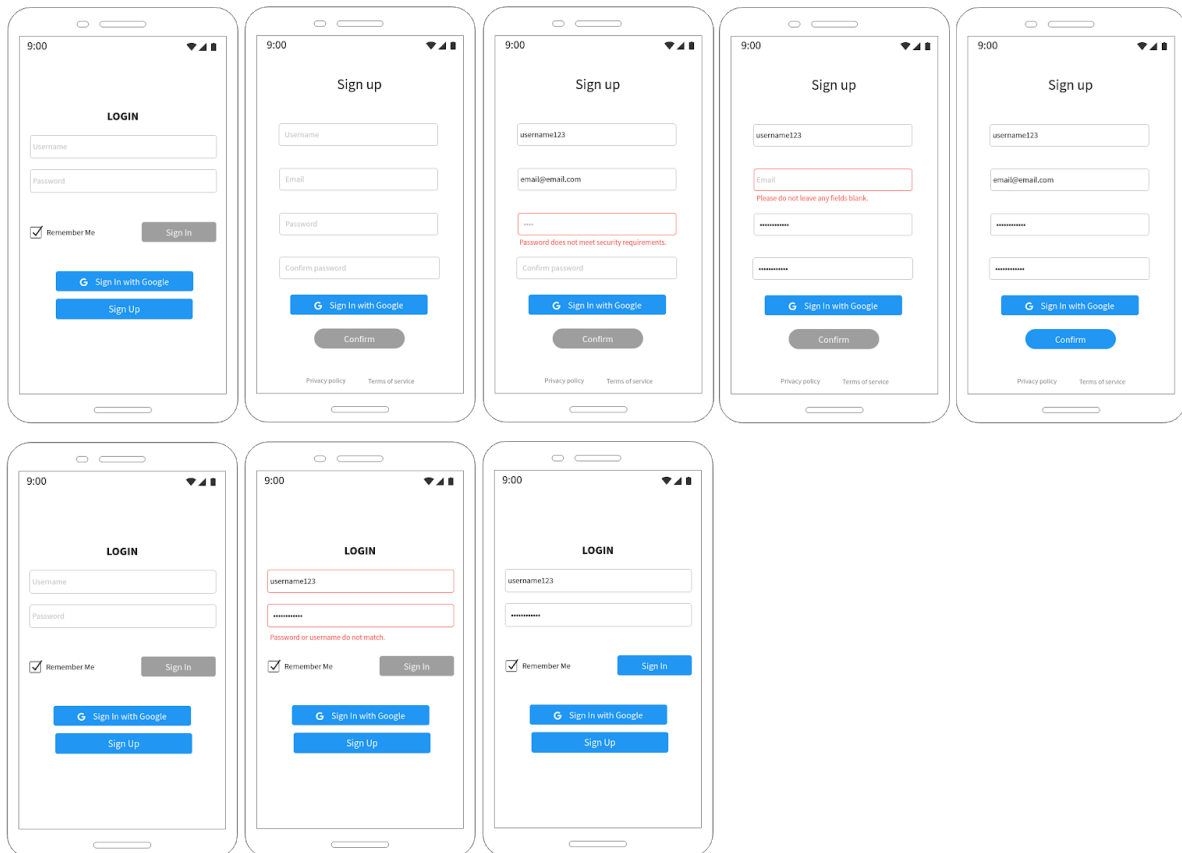 9:00
LOGIN
Username
Password
Remember Me
Sign In
G Sign In with Google
Sign Up
9:00
Sign up
Username
Email
Password
Confirm password
G Sign In with Google
Confirm
Privacy policy Terms of service
9:00
Sign up
username123
email@email.com
••••
Password does not meet security requirements.
Confirm password
G Sign In with Google
Confirm
Privacy policy Terms of service
9:00
Sign up
username123
Email
Please do not leave any fields blank.
••••••••••••
••••••••••••
G Sign In with Google
Confirm
Privacy policy Terms of service
9:00
Sign up
username123
email@email.com
••••••••••••
••••••••••••
G Sign In with Google
Confirm
Privacy policy Terms of service
9:00
LOGIN
Username
Password
Remember Me
Sign In
G Sign In with Google
Sign Up
9:00
LOGIN
username123
••••••••••••
Password or username do not match.
Remember Me
Sign In
G Sign In with Google
Sign Up
9:00
LOGIN
username123
••••••••••••
Remember Me
Sign In
G Sign In with Google
Sign Up